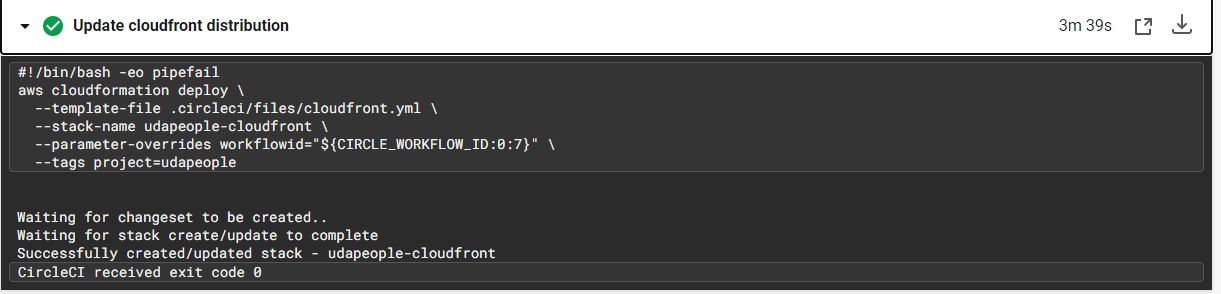 Update cloudfront distribution 3m 39s
#!/bin/bash -eo pipefail
aws cloudformation deploy \
  --template-file .circleci/files/cloudfront.yml \
  --stack-name udapeople-cloudfront \
  --parameter-overrides workflowid="${CIRCLE_WORKFLOW_ID:0:7}" \
  --tags project=udapeople
Waiting for changeset to be created..
Waiting for stack create/update to complete
Successfully created/updated stack - udapeople-cloudfront
CircleCI received exit code 0